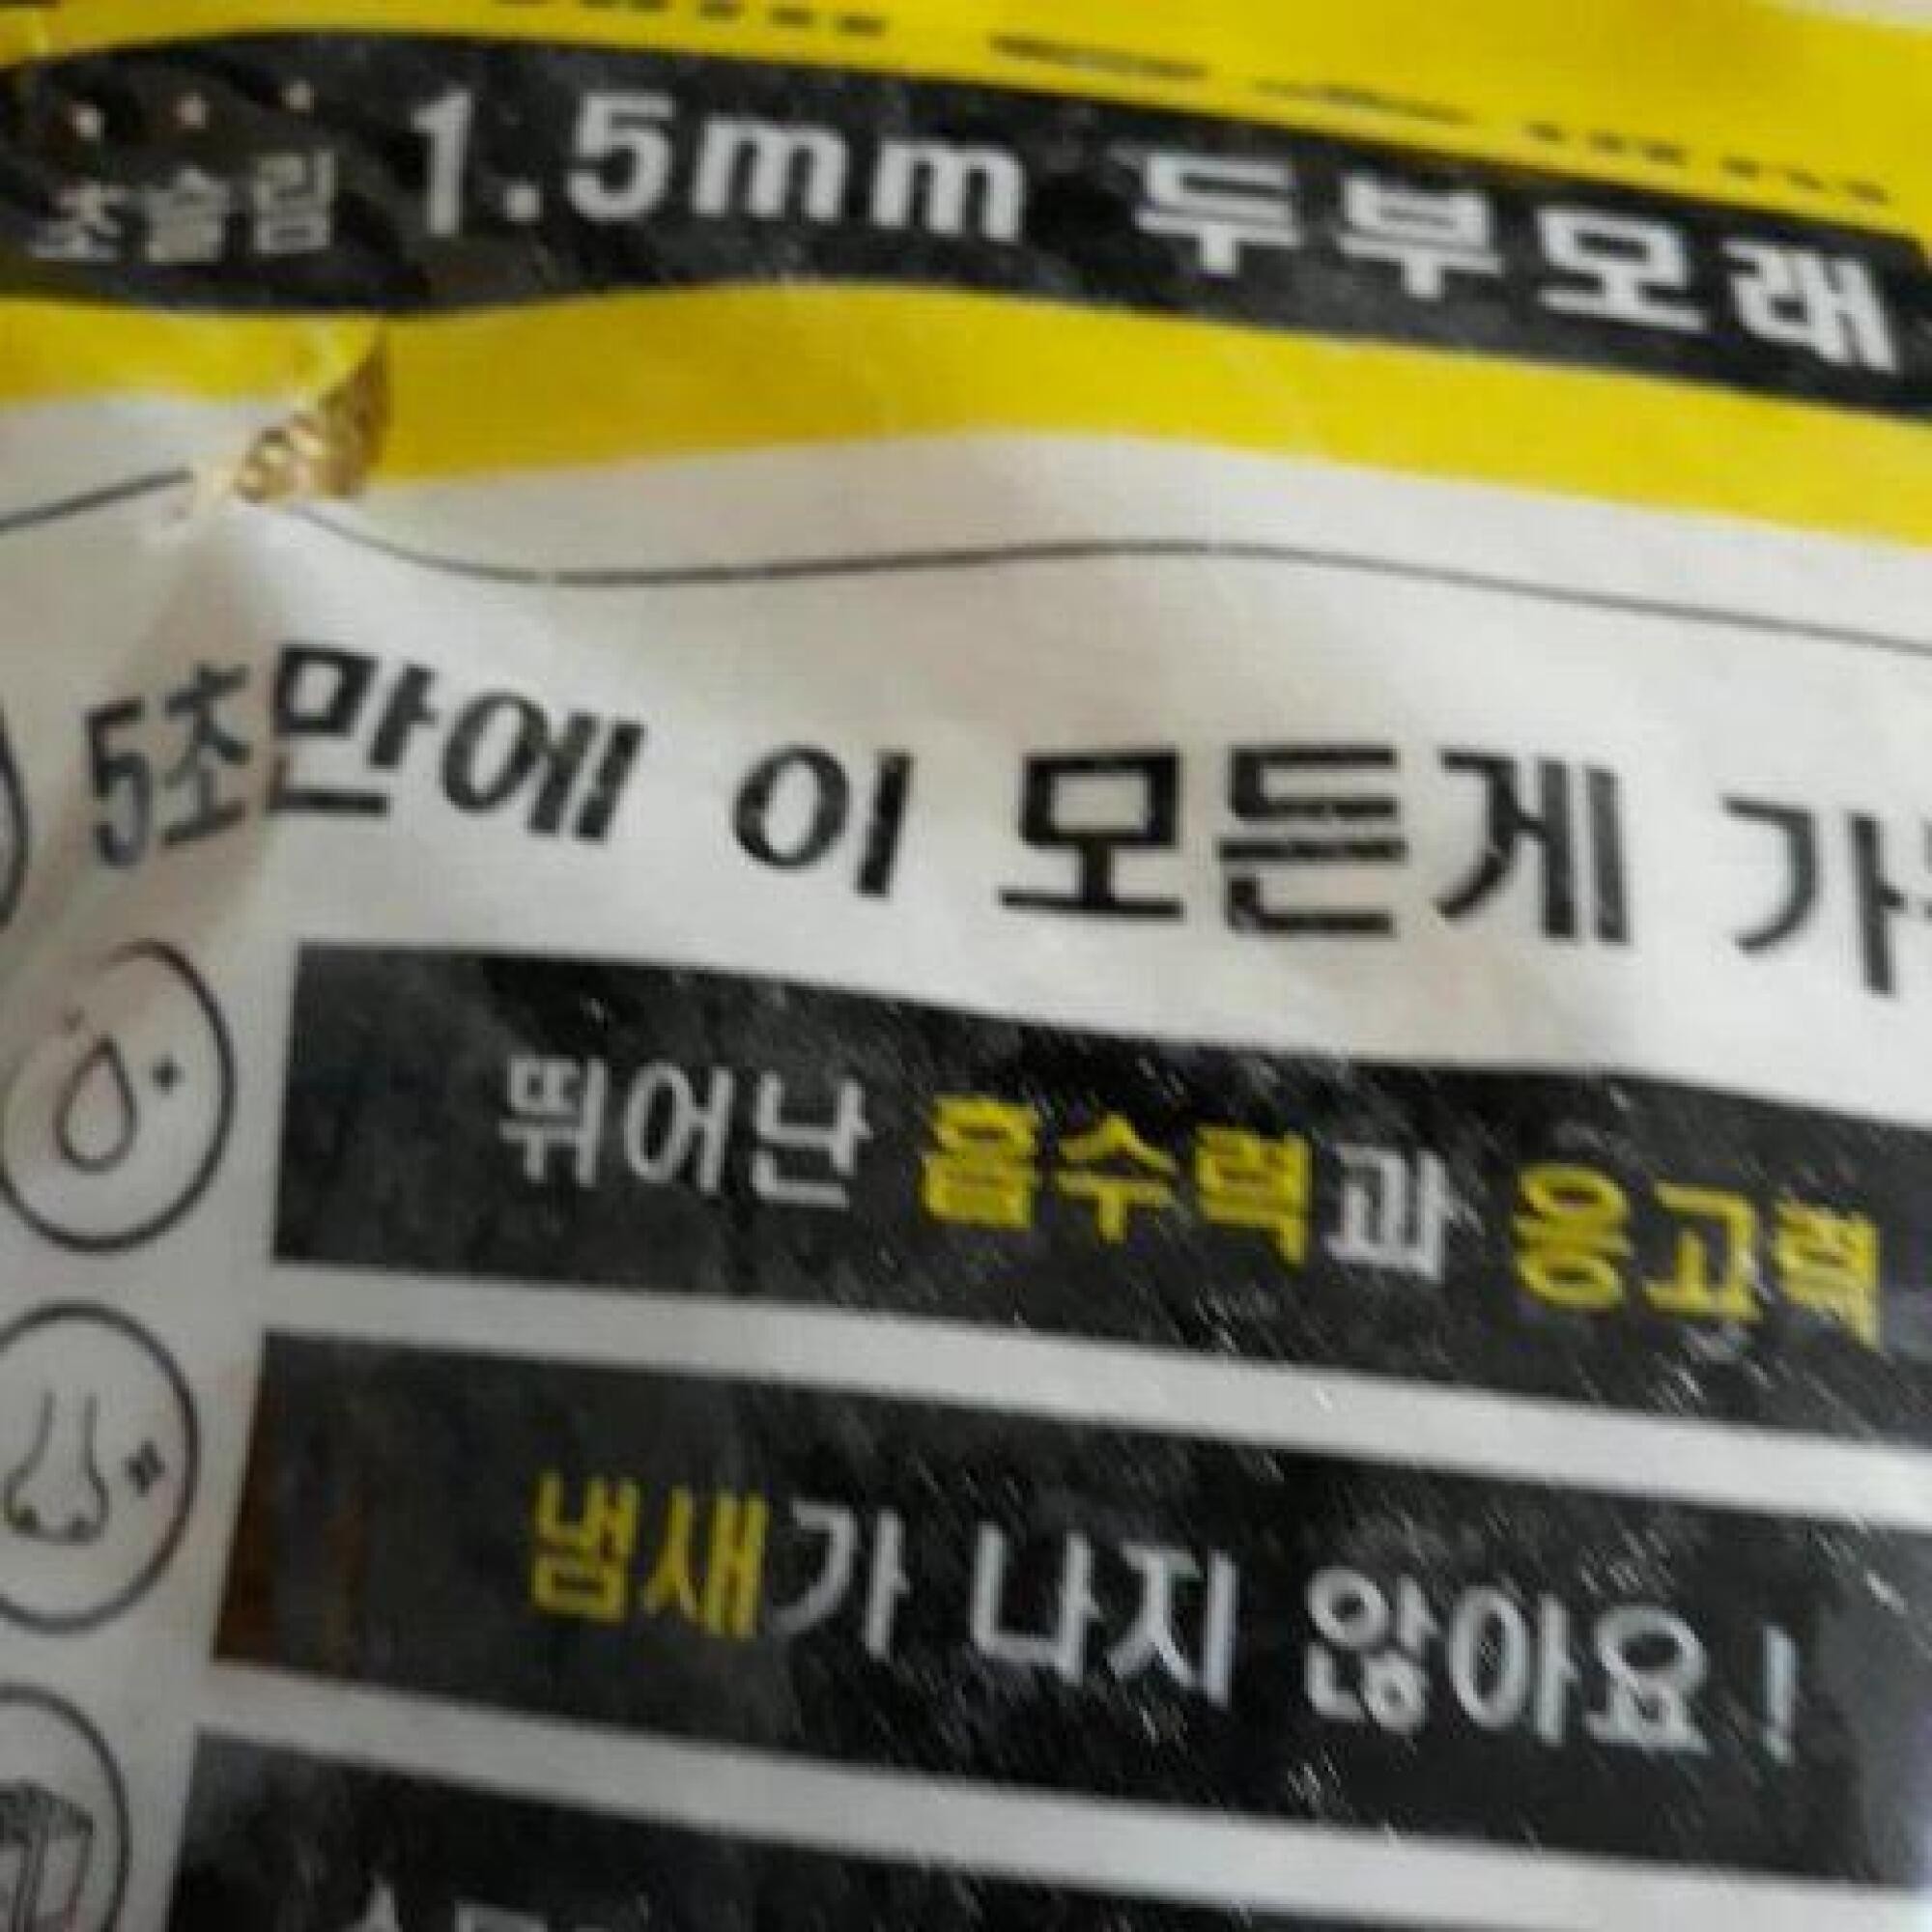 초슬림 1.5mm 두부모래
5초만에 이 모든게 가
뛰어난 흡수력과 응고력
냄새가 나지 않아요!